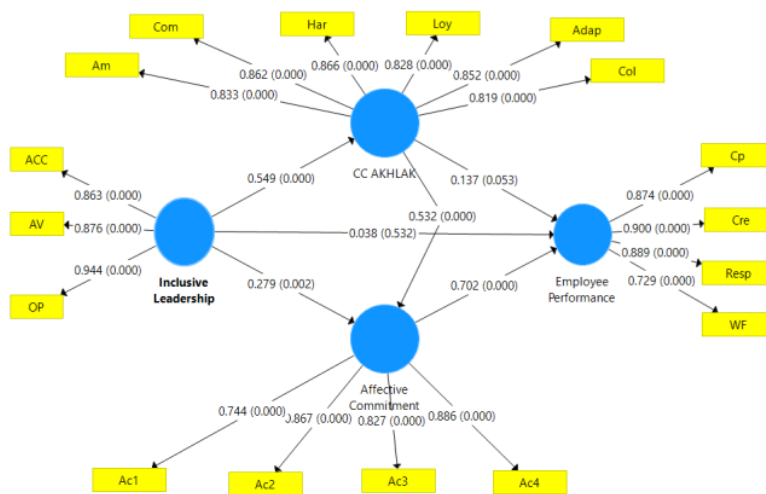 Com
Har
Loy
Adap
Am
Col
0.862 (0.000)
0.866 (0.000)
0.828 (0.000)
0.852 (0.000)
0.833 (0.000)
0.819 (0.000)
CC AKHLAK
ACC
AV
OP
0.863 (0.000)
0.876 (0.000)
0.944 (0.000)
Inclusive
Leadership
0.549 (0.000)
0.137 (0.053)
0.532 (0.000)
0.038 (0.532)
0.279 (0.002)
0.702 (0.000)
Employee
Performance
Cp
Cre
Resp
WF
0.874 (0.000)
0.900 (0.000)
0.889 (0.000)
0.729 (0.000)
Affective
Commitment
0.744 (0.000)
0.867 (0.000)
0.827 (0.000)
0.886 (0.000)
Ac1
Ac2
Ac3
Ac4